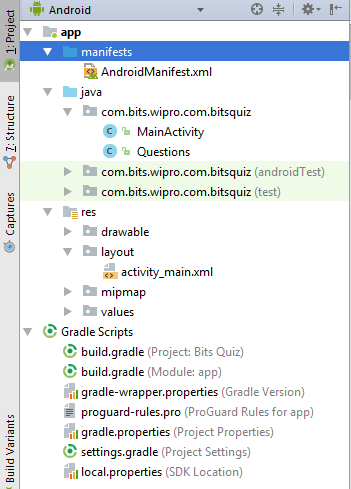 Android
1: Project
7: Structure
Captures
Build Variants
app
manifests
AndroidManifest.xml
java
com.bits.wipro.com.bitsquiz
MainActivity
Questions
com.bits.wipro.com.bitsquiz (androidTest)
com.bits.wipro.com.bitsquiz (test)
res
drawable
layout
activity_main.xml
mipmap
values
Gradle Scripts
build.gradle (Project: Bits Quiz)
build.gradle (Module: app)
gradle-wrapper.properties (Gradle Version)
proguard-rules.pro (ProGuard Rules for app)
gradle.properties (Project Properties)
settings.gradle (Project Settings)
local.properties (SDK Location)